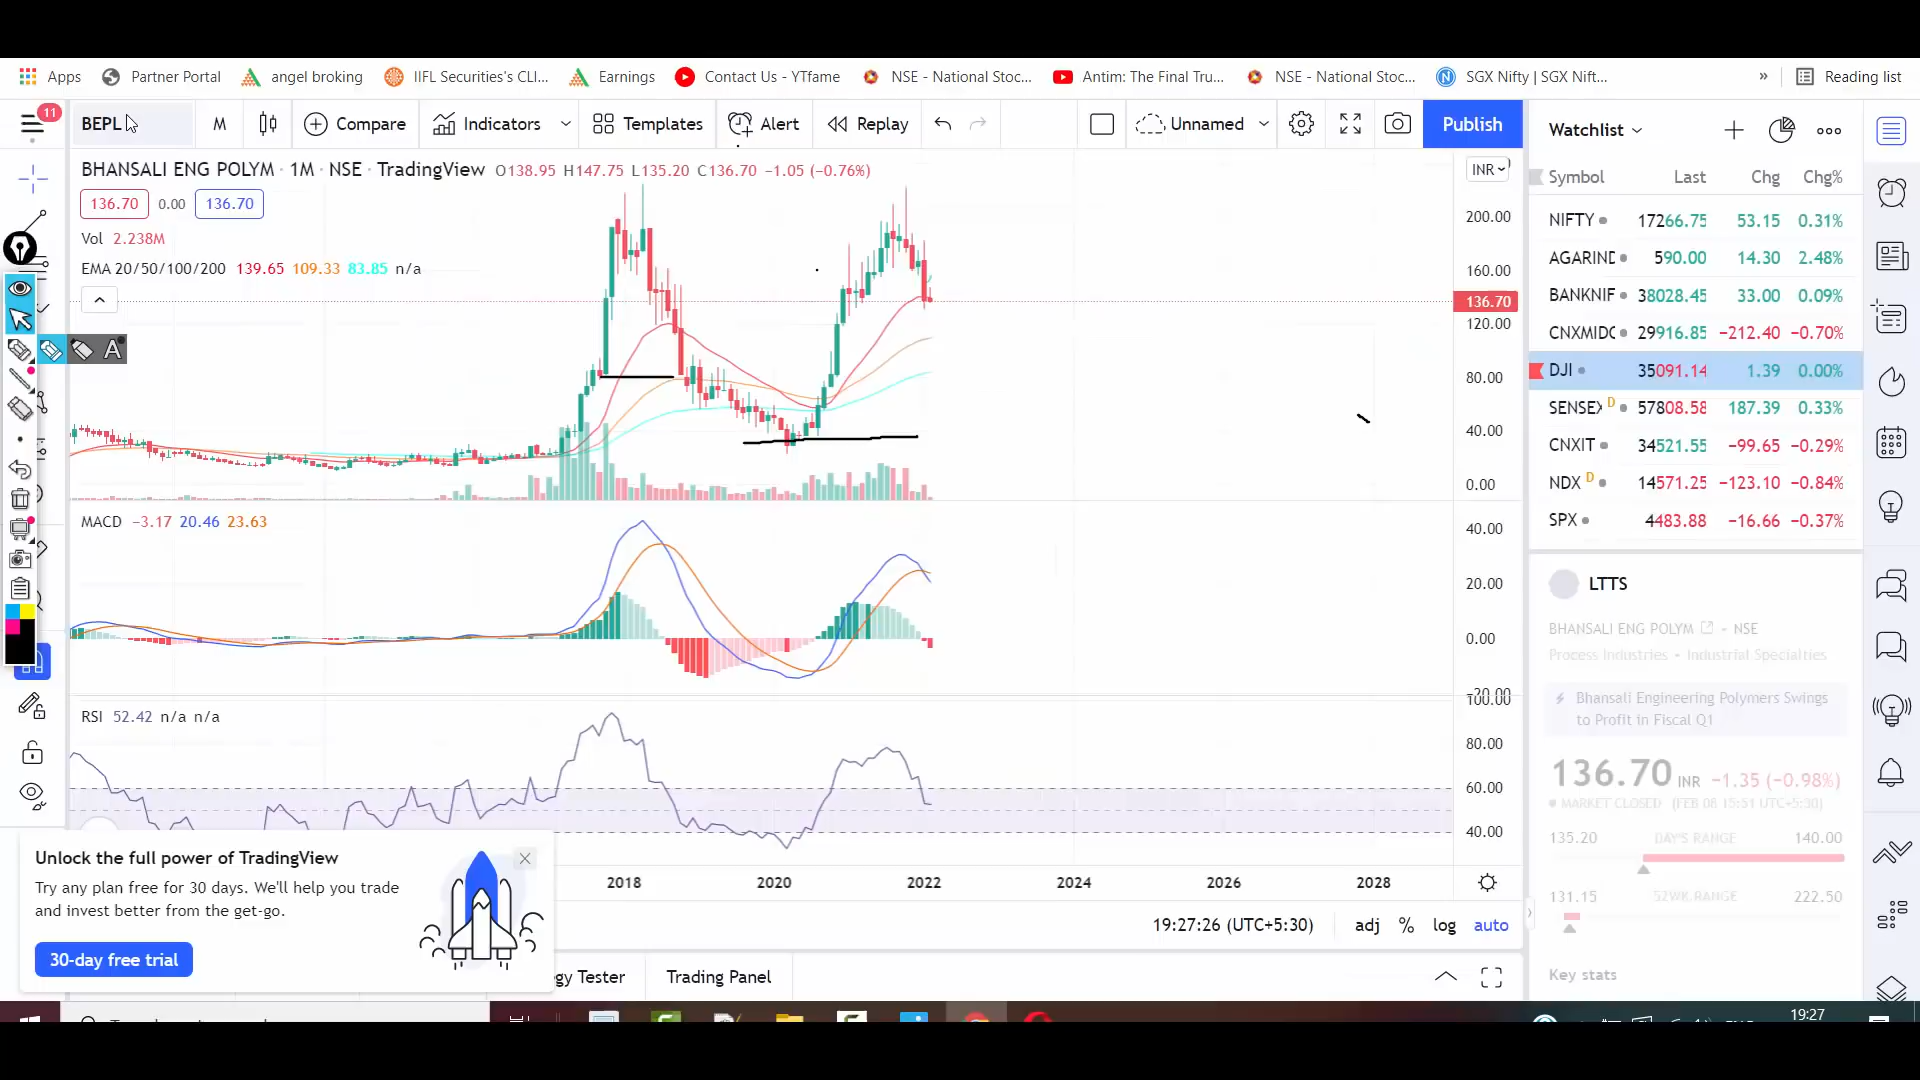 Apps Partner Portal angel broking IIFL Securities's CLI... Earnings Contact Us - YTfame NSE - National Stoc... Antim: The Final Tru... NSE - National Stoc... SGX Nifty | SGX Nift... » Reading list
11
BEPL M Compare Indicators Templates Alert Replay Unnamed Publish
BHANSALI ENG POLYM · 1M · NSE · TradingView O138.95 H147.75 L135.20 C136.70 −1.05 (−0.76%)
136.70 0.00 136.70
Vol 2.238M
EMA 20/50/100/200 139.65 109.33 83.85 n/a
A
INR
200.00
160.00
136.70
120.00
80.00
40.00
0.00
MACD −3.17 20.46 23.63
40.00
20.00
0.00
−20.00
RSI 52.42 n/a n/a
100.00
80.00
60.00
40.00
2018 2020 2022 2024 2026 2028
19:27:26 (UTC+5:30) adj % log auto
gy Tester Trading Panel
Unlock the full power of TradingView
Try any plan free for 30 days. We'll help you trade
and invest better from the get-go.
30-day free trial
Watchlist
Symbol Last Chg Chg%
NIFTY 17266.75 53.15 0.31%
AGARIND 590.00 14.30 2.48%
BANKNIF 38028.45 33.00 0.09%
CNXMIDC 29916.85 −212.40 −0.70%
DJI 35091.14 1.39 0.00%
SENSEX D 57808.58 187.39 0.33%
CNXIT 34521.55 −99.65 −0.29%
NDX D 14571.25 −123.10 −0.84%
SPX 4483.88 −16.66 −0.37%
LTTS
BHANSALI ENG POLYM - NSE
Process Industries • Industrial Specialties
Bhansali Engineering Polymers Swings
to Profit in Fiscal Q1
136.70 INR −1.35 (−0.98%)
MARKET CLOSED (FEB 08 15:51 UTC+5:30)
135.20 DAY'S RANGE 140.00
131.15 52WK RANGE 222.50
Key stats
19:27